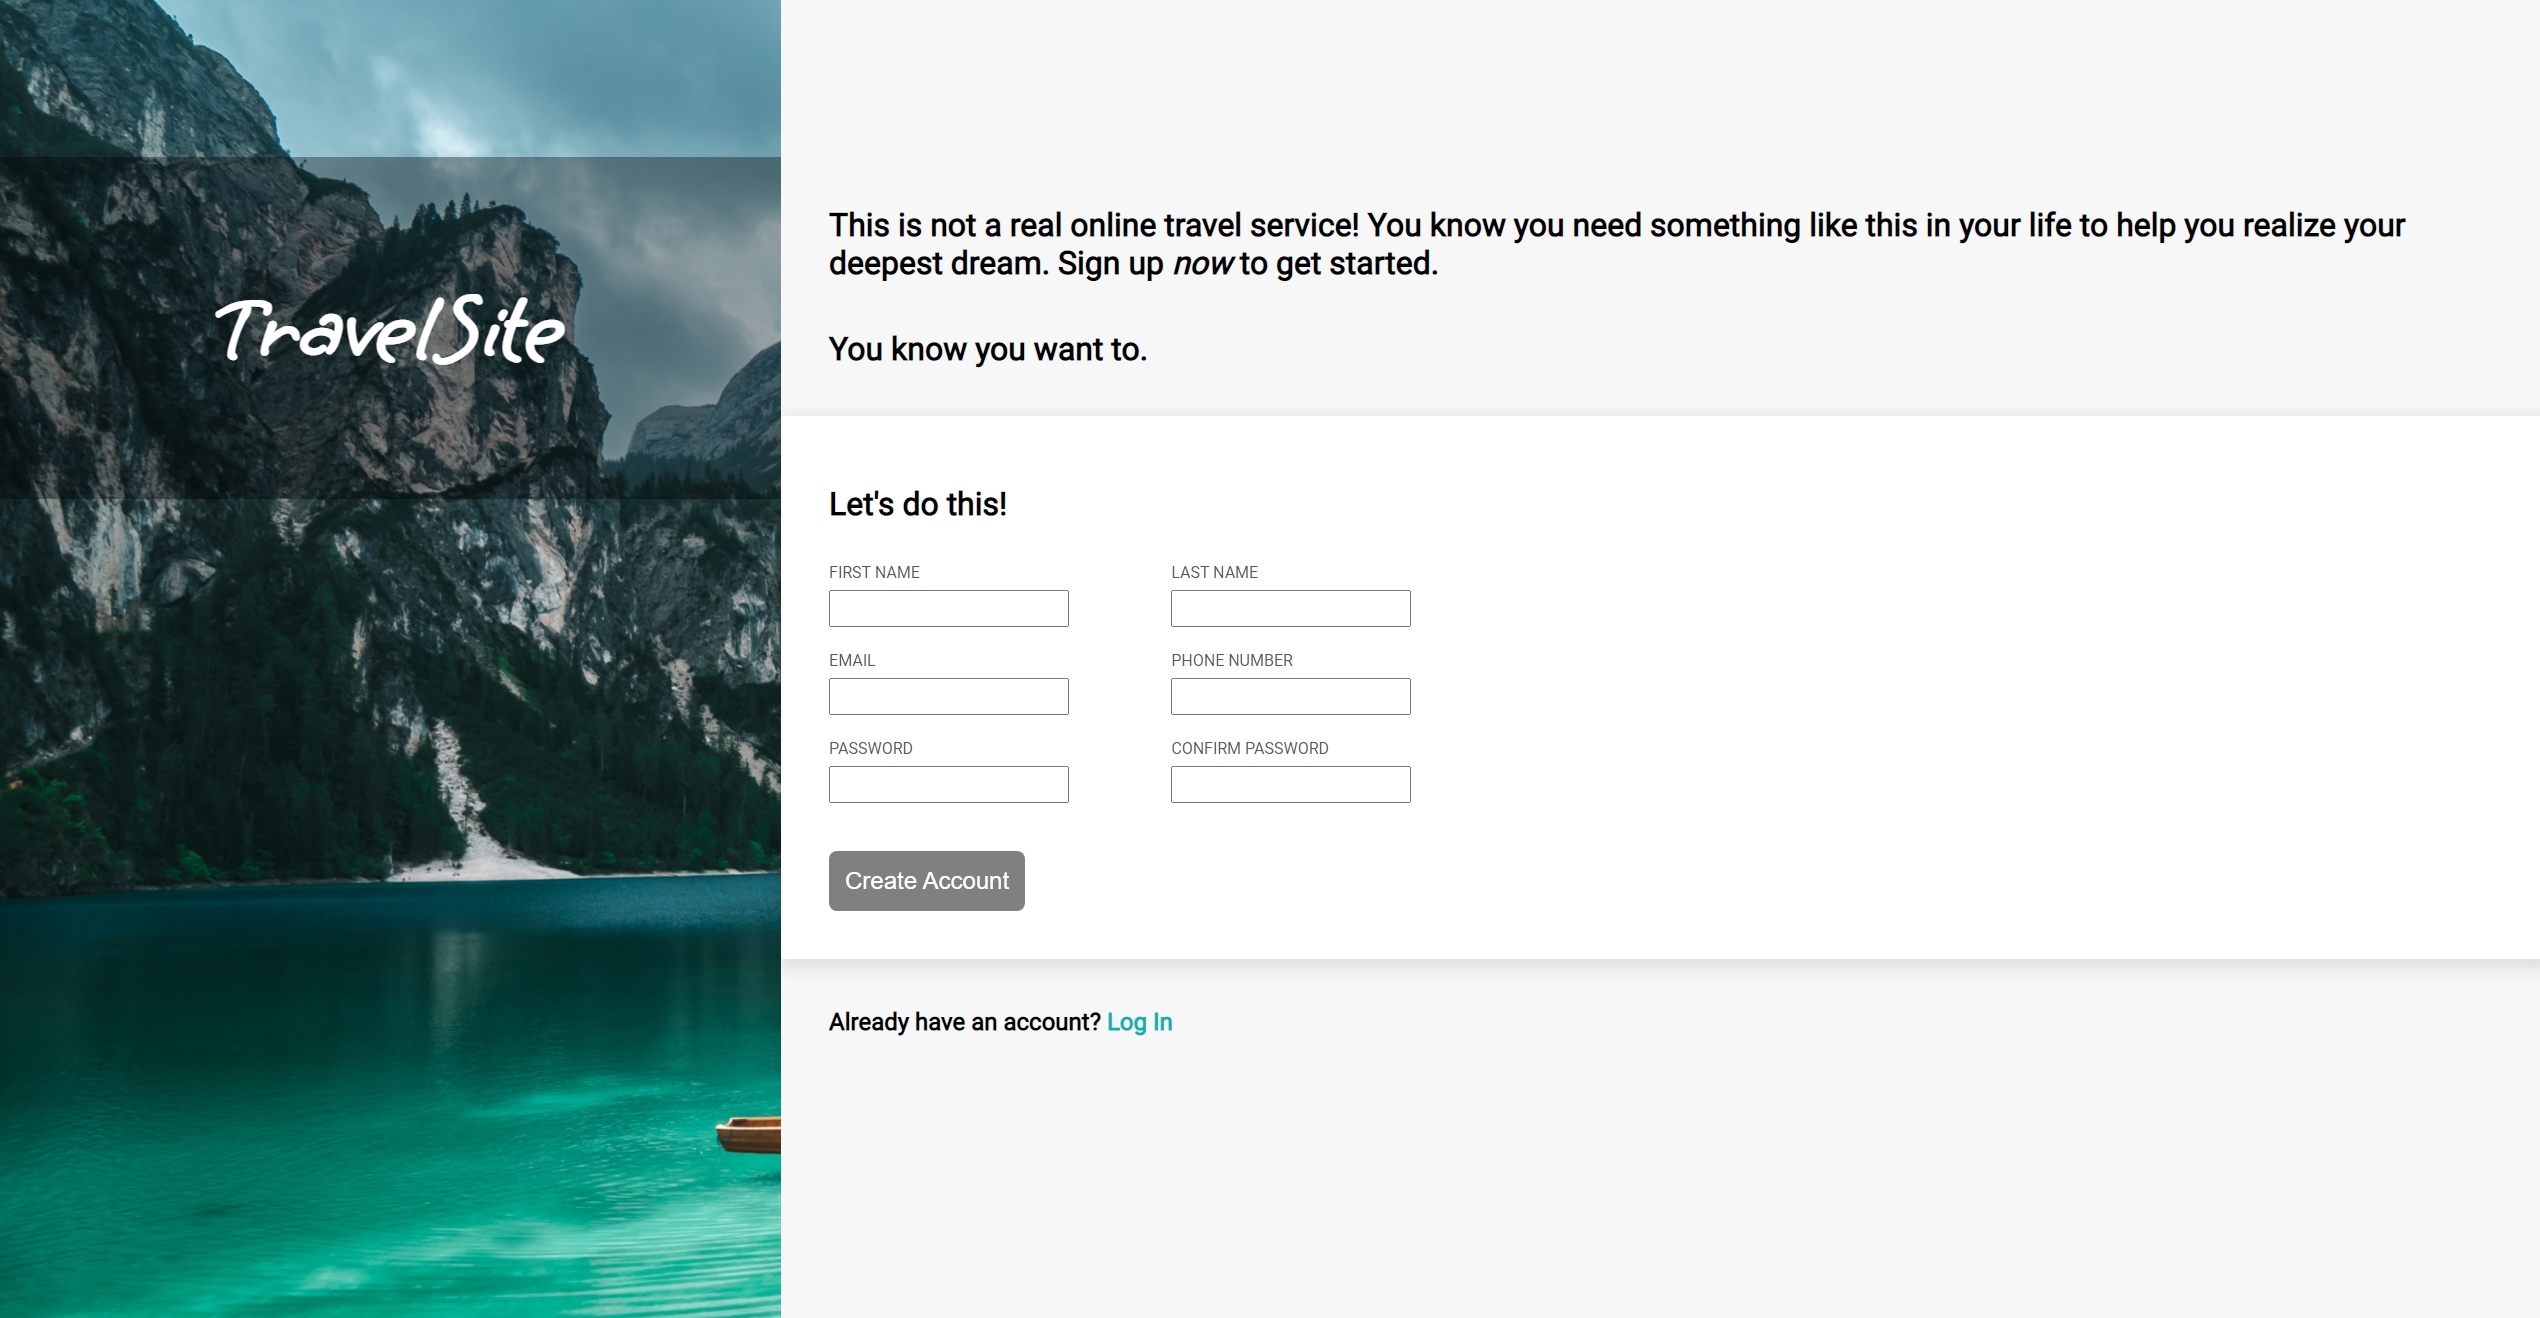 TravelSite
This is not a real online travel service! You know you need something like this in your life to help you realize your
deepest dream. Sign up now to get started.
You know you want to.
Let's do this!
FIRST NAME
LAST NAME
EMAIL
PHONE NUMBER
PASSWORD
CONFIRM PASSWORD
Create Account
Already have an account? Log In